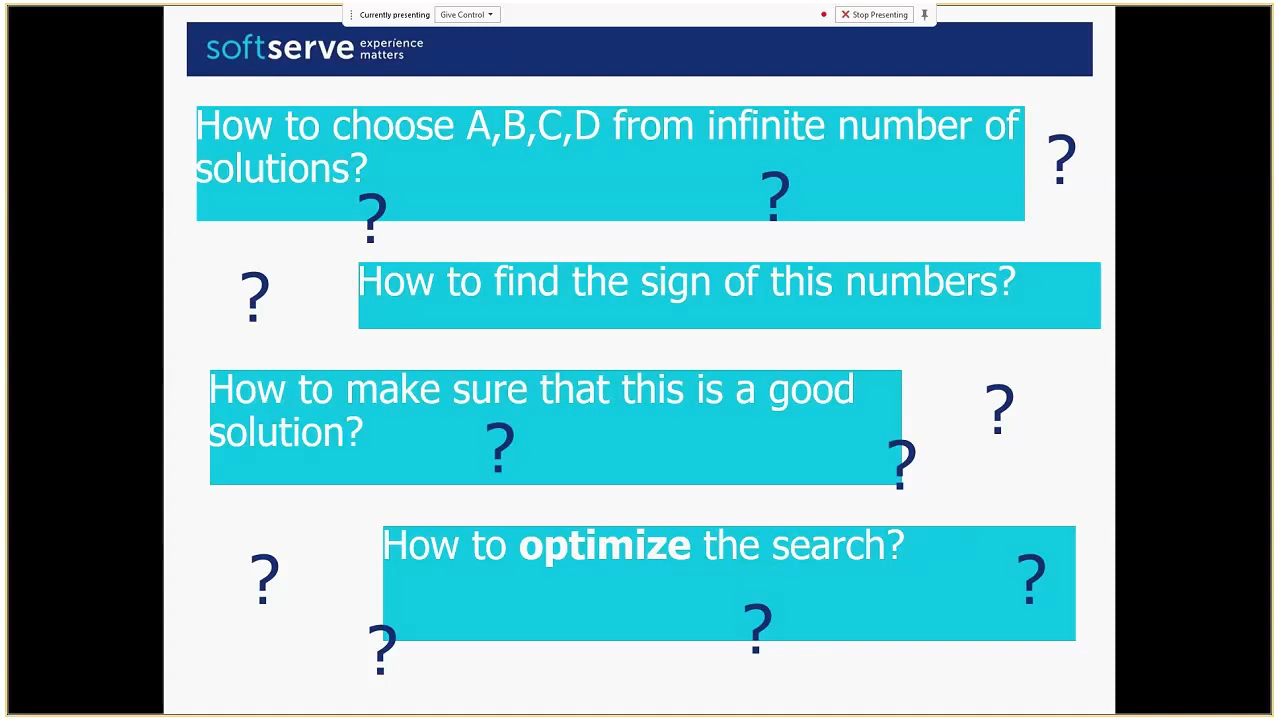 Currently presenting Give Control Stop Presenting
softserve experience
matters
How to choose A,B,C,D from infinite number of
solutions?
?
?
?
How to find the sign of this numbers?
?
How to make sure that this is a good
solution?
?
?
?
How to optimize the search?
?
?
?
?